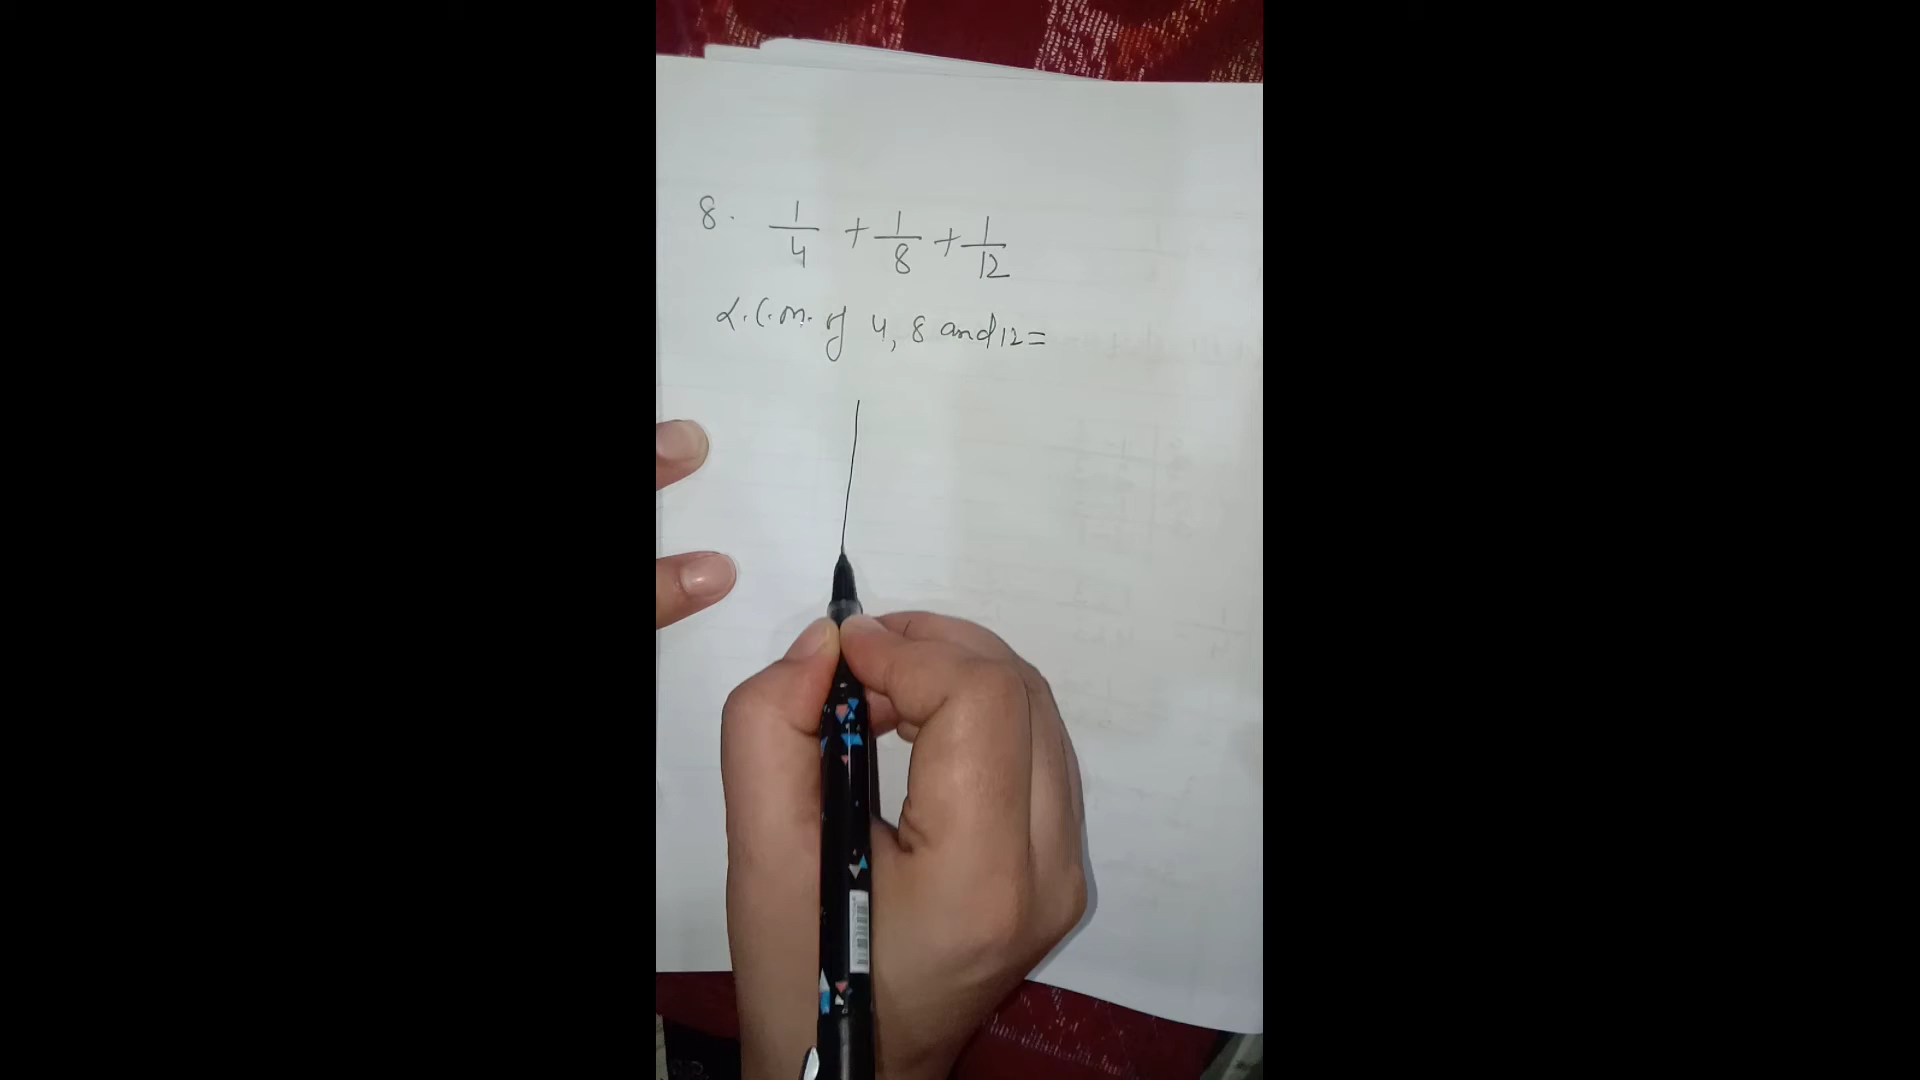 8. 1/4 + 1/8 + 1/12
L.C.M. of 4, 8 and 12 =